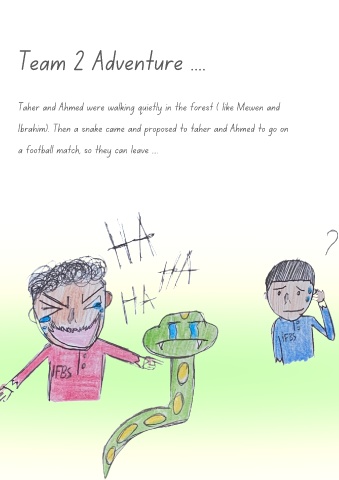 Team 2 Adventure ....
Taher and Ahmed were walking quietly in the forest ( like Mewen and
Ibrahim). Then a snake came and proposed to taher and Ahmed to go on
a football match, so they can leave ...
HA
HA
HA
?
IFBS
IFBS